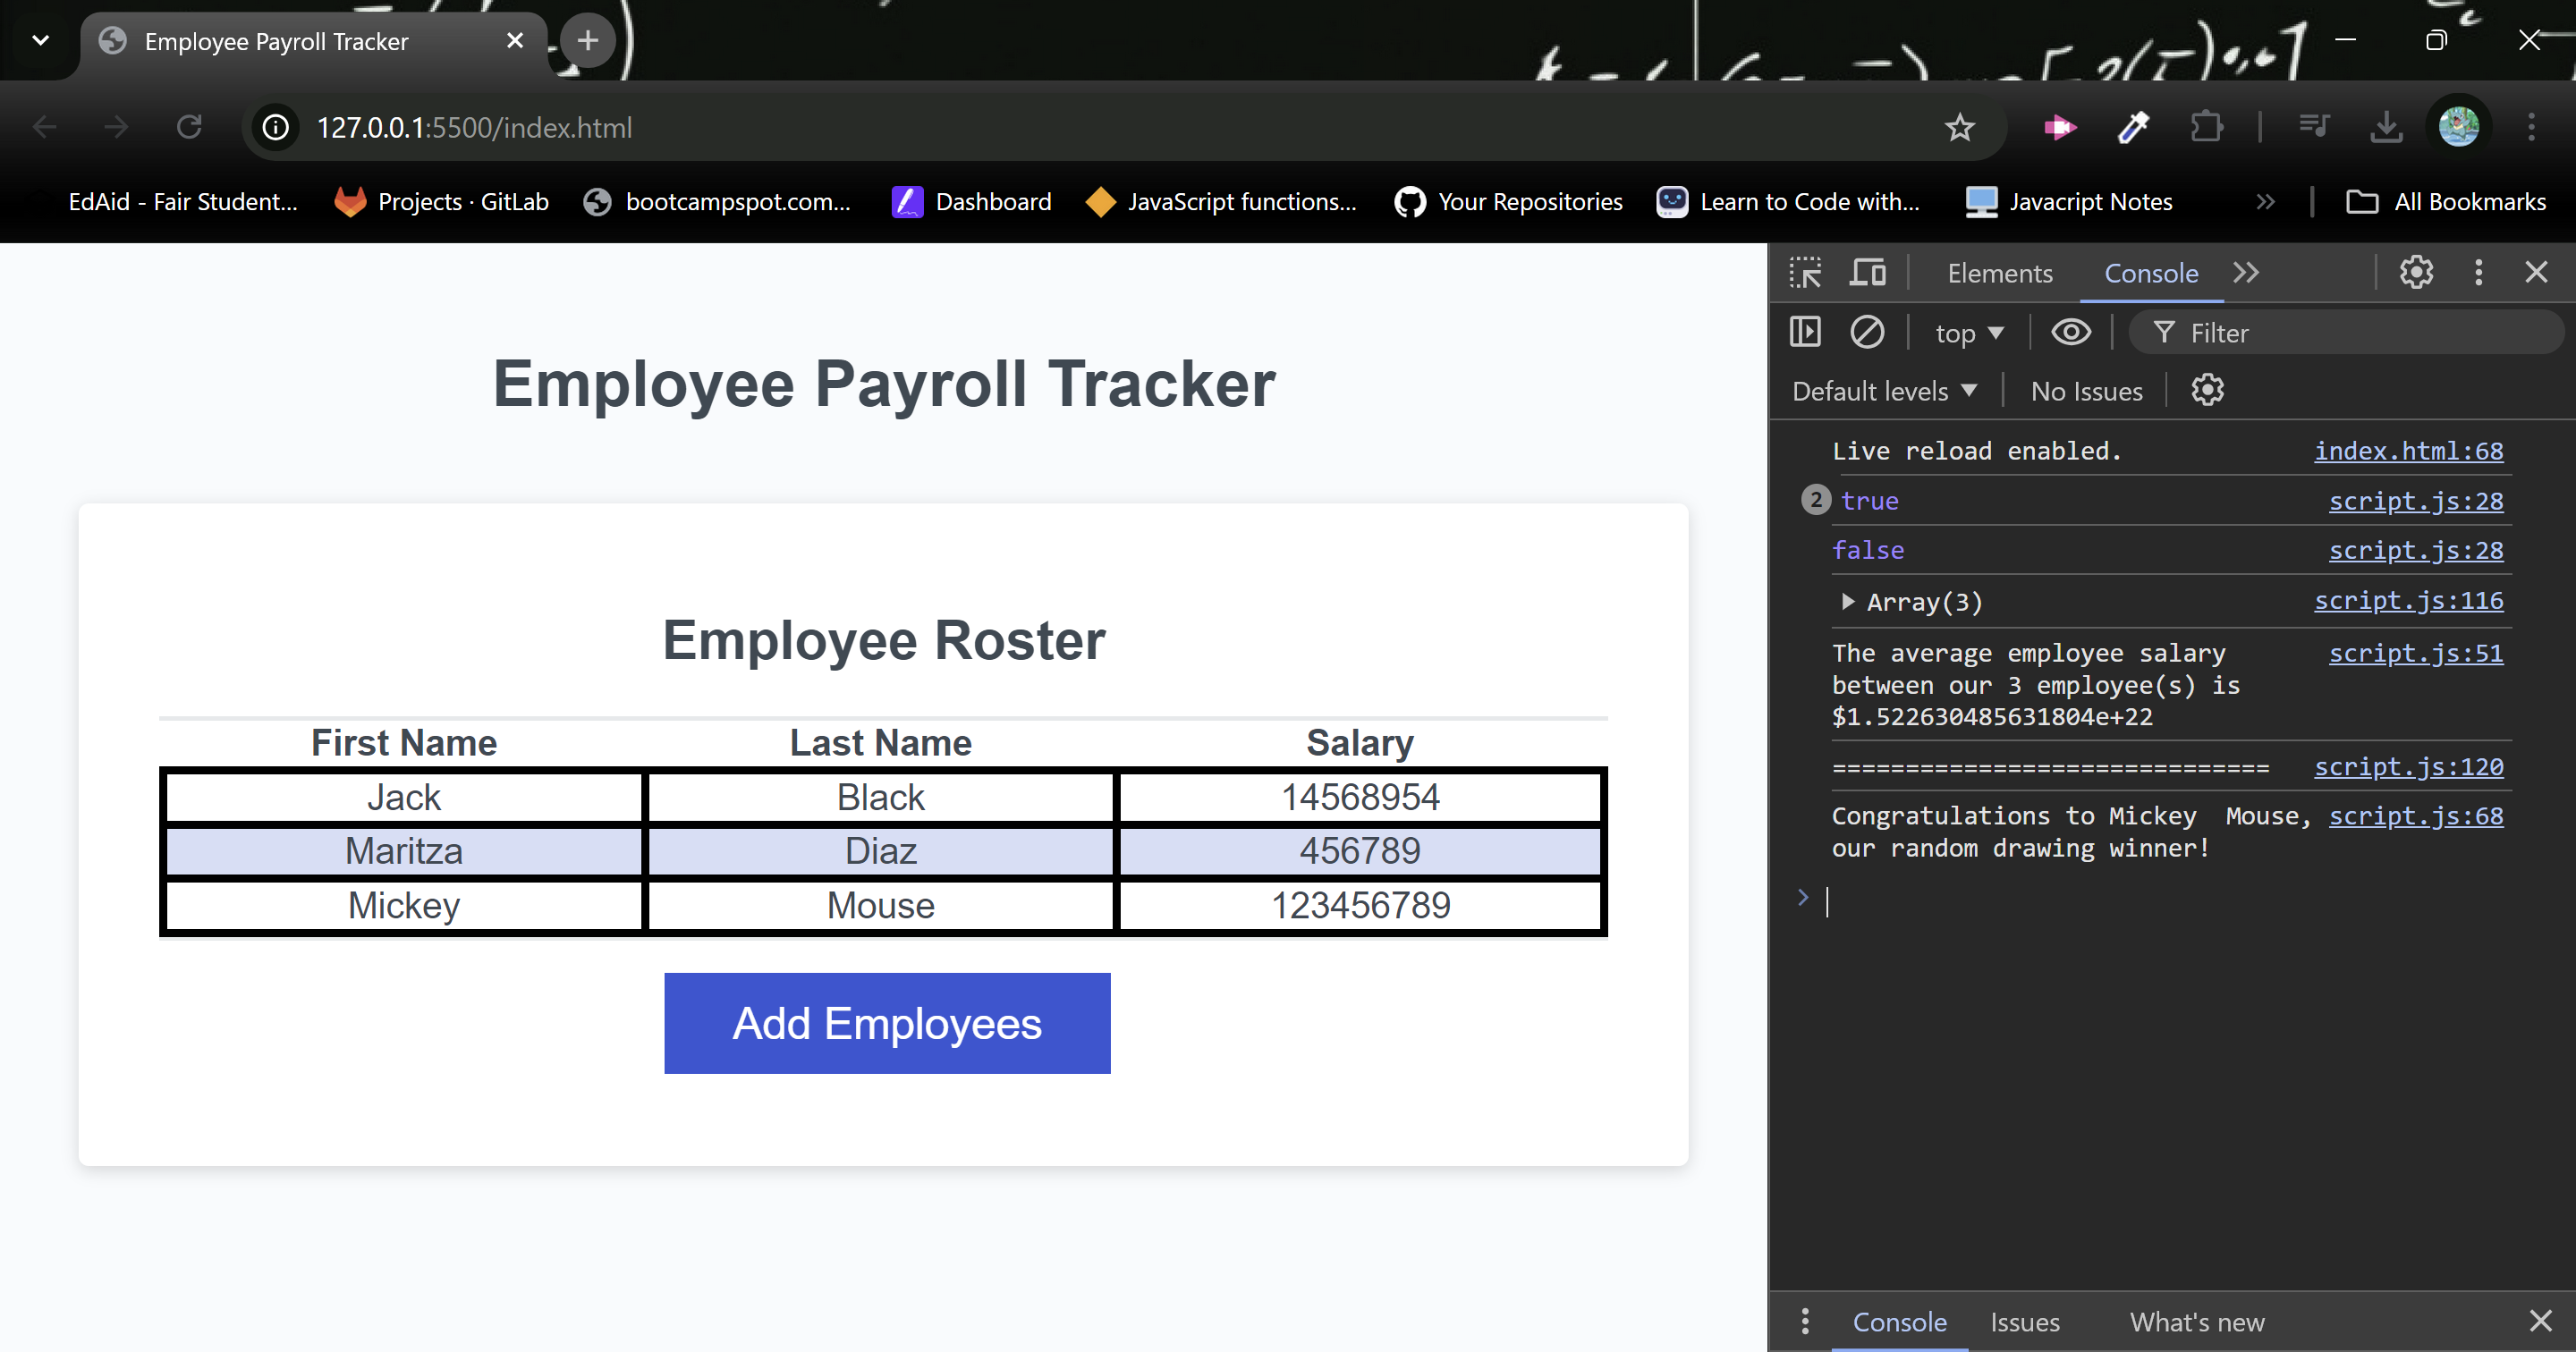 Employee Payroll Tracker
127.0.0.1:5500/index.html
EdAid - Fair Student... Projects · GitLab bootcampspot.com... Dashboard JavaScript functions... Your Repositories Learn to Code with... Javacript Notes All Bookmarks
Employee Payroll Tracker
Employee Roster
First Name Last Name Salary
Jack Black 14568954
Maritza Diaz 456789
Mickey Mouse 123456789
Add Employees
Elements Console
top Filter
Default levels No Issues
Live reload enabled. index.html:68
2 true script.js:28
false script.js:28
Array(3) script.js:116
The average employee salary script.js:51
between our 3 employee(s) is
$1.522630485631804e+22
============================== script.js:120
Congratulations to Mickey  Mouse, script.js:68
our random drawing winner!
Console Issues What's new